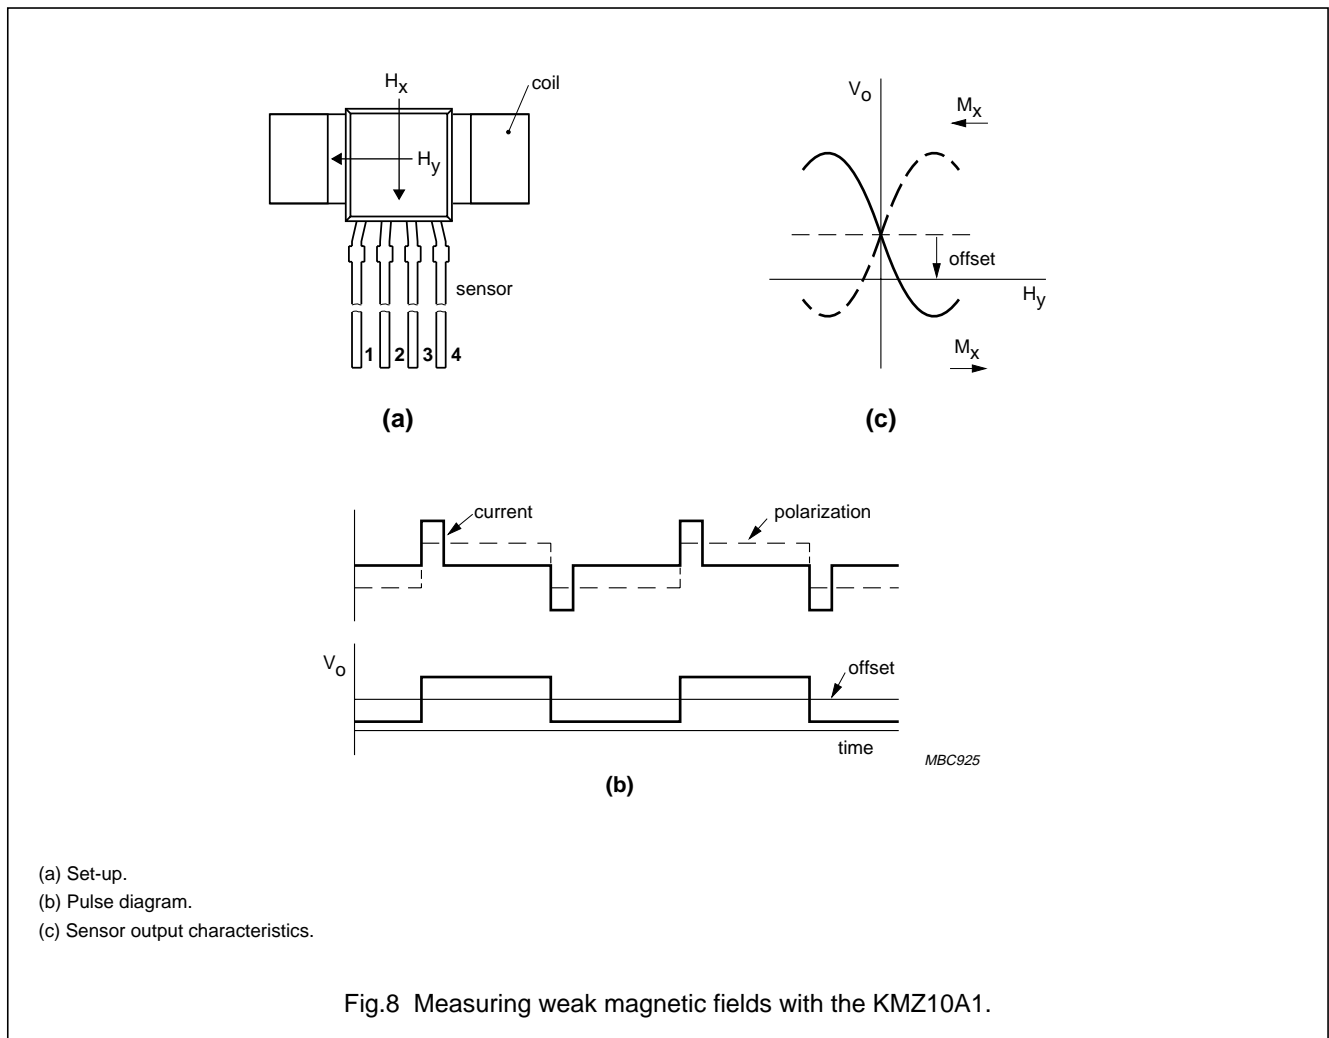 Hx
coil
Hy
sensor
1 2 3 4
(a)
Vo
Mx
offset
Hy
Mx
(c)
current
polarization
Vo
offset
time
MBC925
(b)
(a) Set-up.
(b) Pulse diagram.
(c) Sensor output characteristics.
Fig.8 Measuring weak magnetic fields with the KMZ10A1.